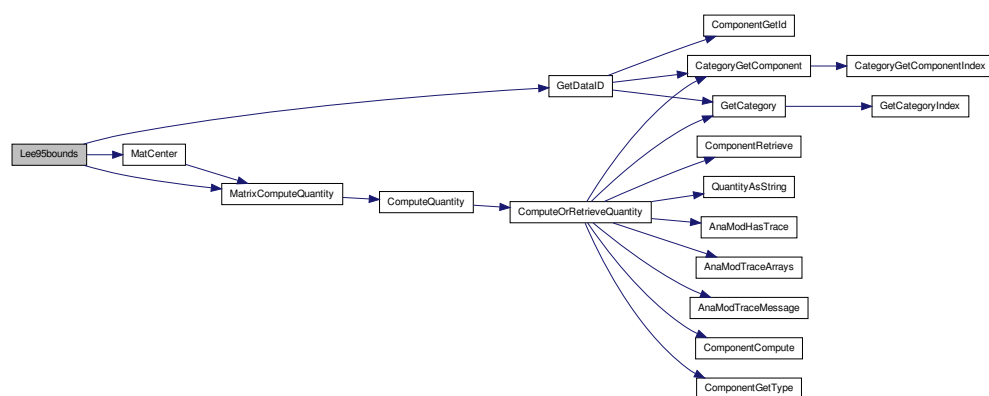 ComponentGetId
CategoryGetComponent
CategoryGetComponentIndex
GetDataID
GetCategory
GetCategoryIndex
Lee95bounds
MatCenter
ComponentRetrieve
MatrixComputeQuantity
QuantityAsString
ComputeQuantity
ComputeOrRetrieveQuantity
AnaModHasTrace
AnaModTraceArrays
AnaModTraceMessage
ComponentCompute
ComponentGetType